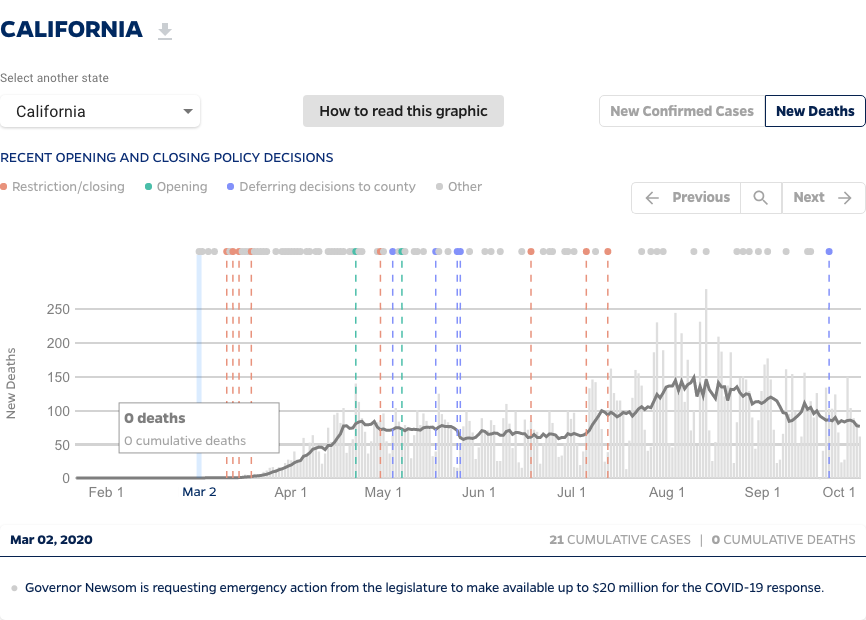 CALIFORNIA
Select another state
California
How to read this graphic
New Confirmed Cases
New Deaths
RECENT OPENING AND CLOSING POLICY DECISIONS
Restriction/closing
Opening
Deferring decisions to county
Other
Previous
Next
New Deaths
250
200
150
100
50
0
0 deaths
0 cumulative deaths
Feb 1
Mar 2
Apr 1
May 1
Jun 1
Jul 1
Aug 1
Sep 1
Oct 1
Mar 02, 2020
21 CUMULATIVE CASES | 0 CUMULATIVE DEATHS
Governor Newsom is requesting emergency action from the legislature to make available up to $20 million for the COVID-19 response.